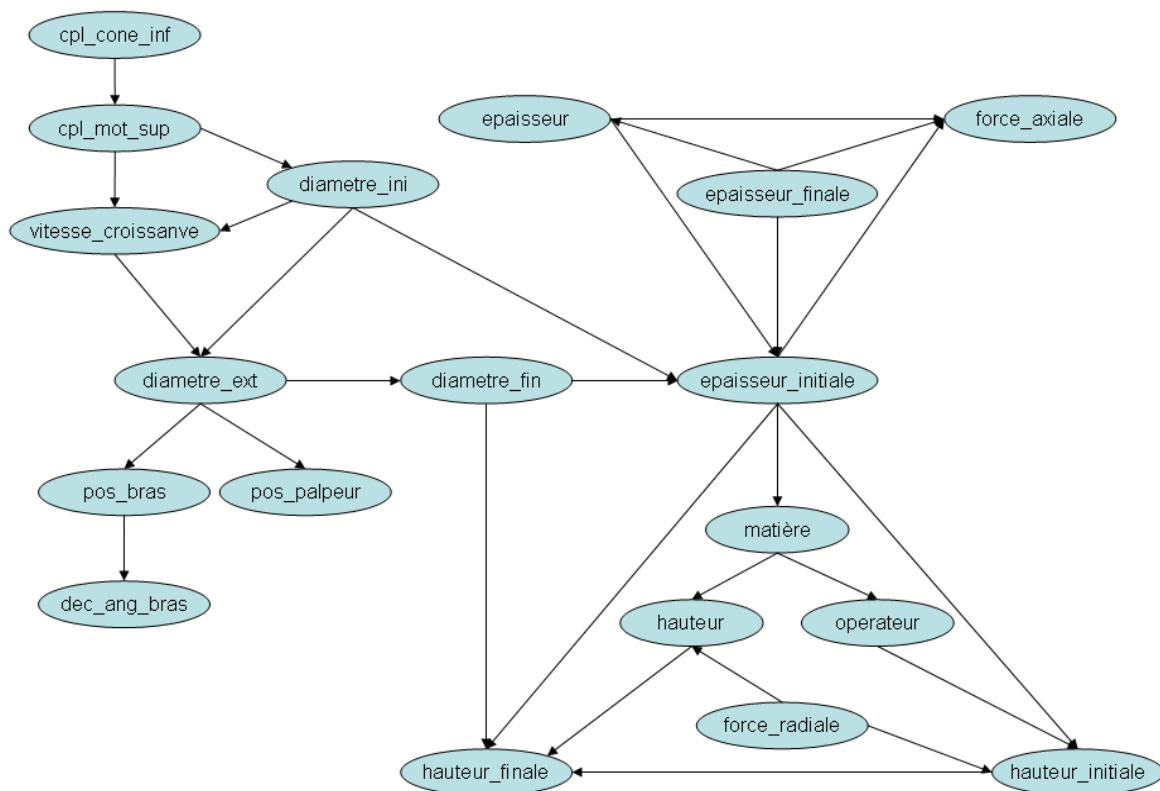 cpl_cone_inf
cpl_mot_sup
epaisseur
force_axiale
diametre_ini
epaisseur_finale
vitesse_croissanve
diametre_ext
diametre_fin
epaisseur_initiale
pos_bras
pos_palpeur
matière
dec_ang_bras
hauteur
operateur
force_radiale
hauteur_finale
hauteur_initiale